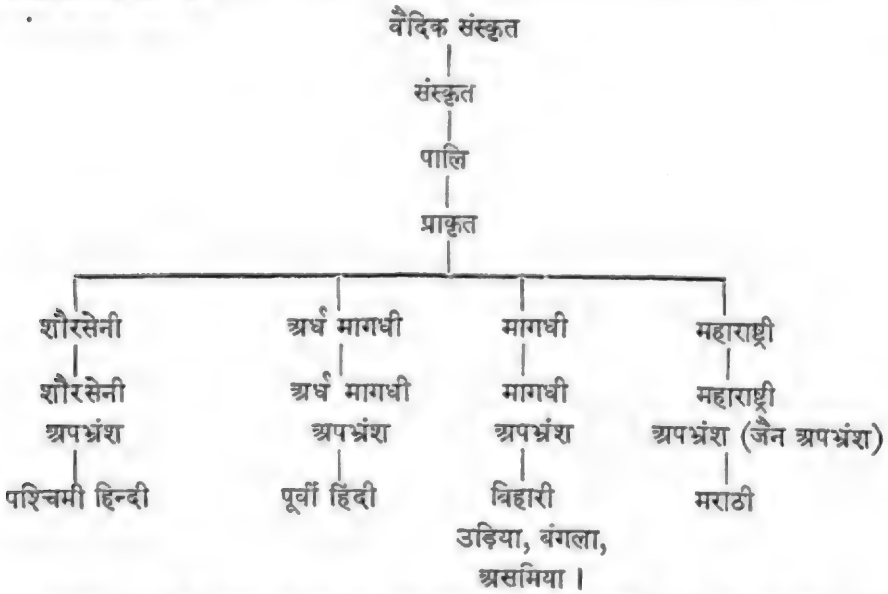 वैदिक संस्कृत
संस्कृत
पालि
प्राकृत
शौरसेनी अर्ध मागधी मागधी महाराष्ट्री
शौरसेनी अर्ध मागधी मागधी महाराष्ट्री
अपभ्रंश अपभ्रंश अपभ्रंश अपभ्रंश (जैन अपभ्रंश)
पश्चिमी हिन्दी पूर्वी हिंदी बिहारी मराठी
उड़िया, बंगला,
असमिया ।